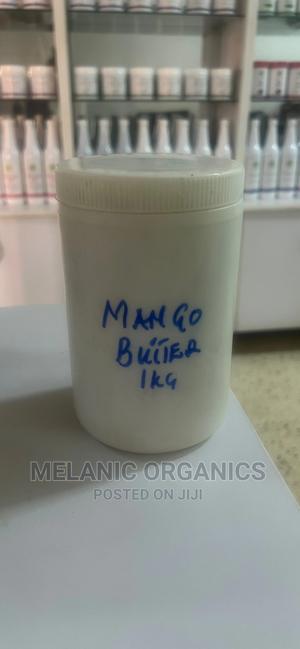 MANGO
BUTTER
1KG
MELANIC ORGANICS
POSTED ON JIJI